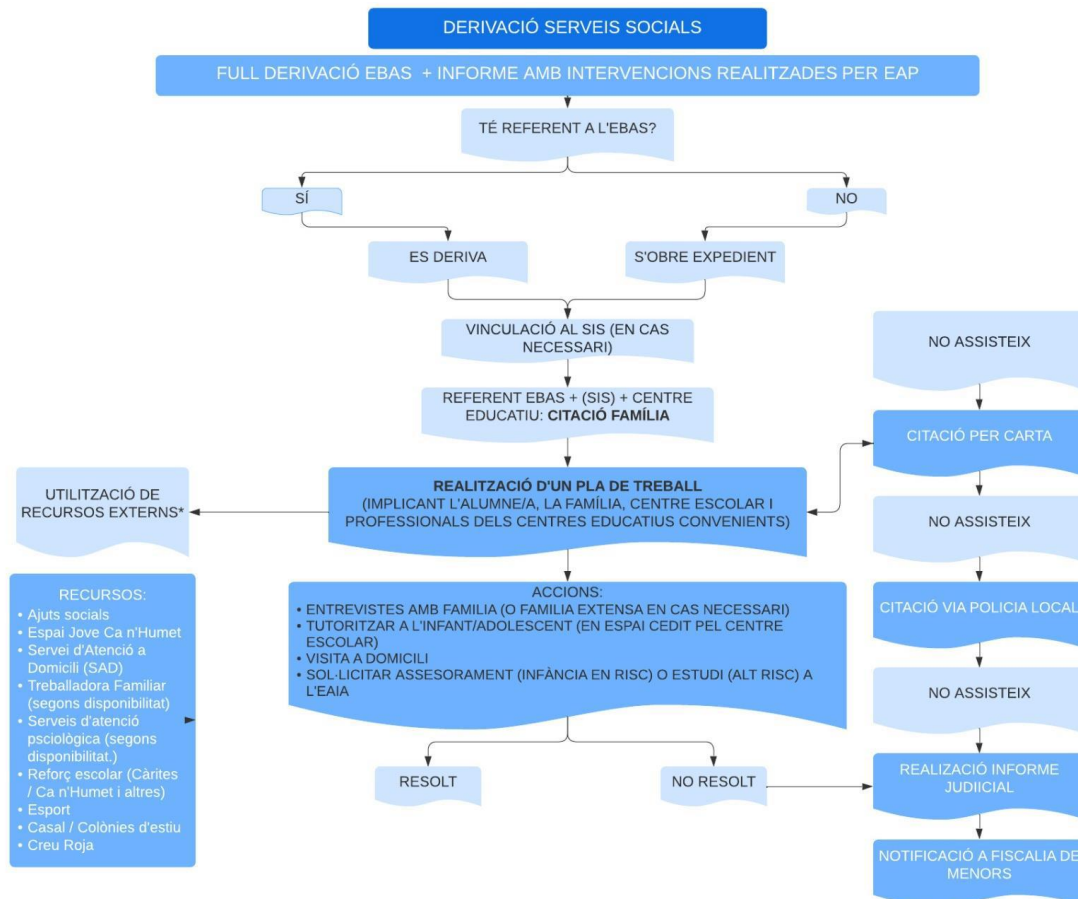 DERIVACIÓ SERVEIS SOCIALS
FULL DERIVACIÓ EBAS + INFORME AMB INTERVENCIONS REALITZADES PER EAP
TÉ REFERENT A L'EBAS?
SÍ
NO
ES DERIVA
S'OBRE EXPEDIENT
VINCULACIÓ AL SIS (EN CAS
NECESSARI)
REFERENT EBAS + (SIS) + CENTRE
EDUCATIU: CITACIÓ FAMÍLIA
REALITZACIÓ D'UN PLA DE TREBALL
(IMPLICANT L'ALUMNE/A, LA FAMÍLIA, CENTRE ESCOLAR I
PROFESSIONALS DELS CENTRES EDUCATIUS CONVENIENTS)
UTILITZACIÓ DE
RECURSOS EXTERNS*
RECURSOS:
• Ajuts socials
• Espai Jove Ca n'Humet
• Servei d'Atenció a
Domicili (SAD)
• Treballadora Familiar
(segons disponibilitat)
• Serveis d'atenció
psciològica (segons
disponibilitat.)
• Reforç escolar (Càrites
/ Ca n'Humet i altres)
• Esport
• Casal / Colònies d'estiu
• Creu Roja
ACCIONS:
• ENTREVISTES AMB FAMILIA (O FAMILIA EXTENSA EN CAS NECESSARI)
• TUTORITZAR A L'INFANT/ADOLESCENT (EN ESPAI CEDIT PEL CENTRE
ESCOLAR)
• VISITA A DOMICILI
• SOL·LICITAR ASSESORAMENT (INFÀNCIA EN RISC) O ESTUDI (ALT RISC) A
L'EAIA
RESOLT
NO RESOLT
NO ASSISTEIX
CITACIÓ PER CARTA
NO ASSISTEIX
CITACIÓ VIA POLICIA LOCAL
NO ASSISTEIX
REALIZACIÓ INFORME
JUDIICIAL
NOTIFICACIÓ A FISCALIA DE
MENORS